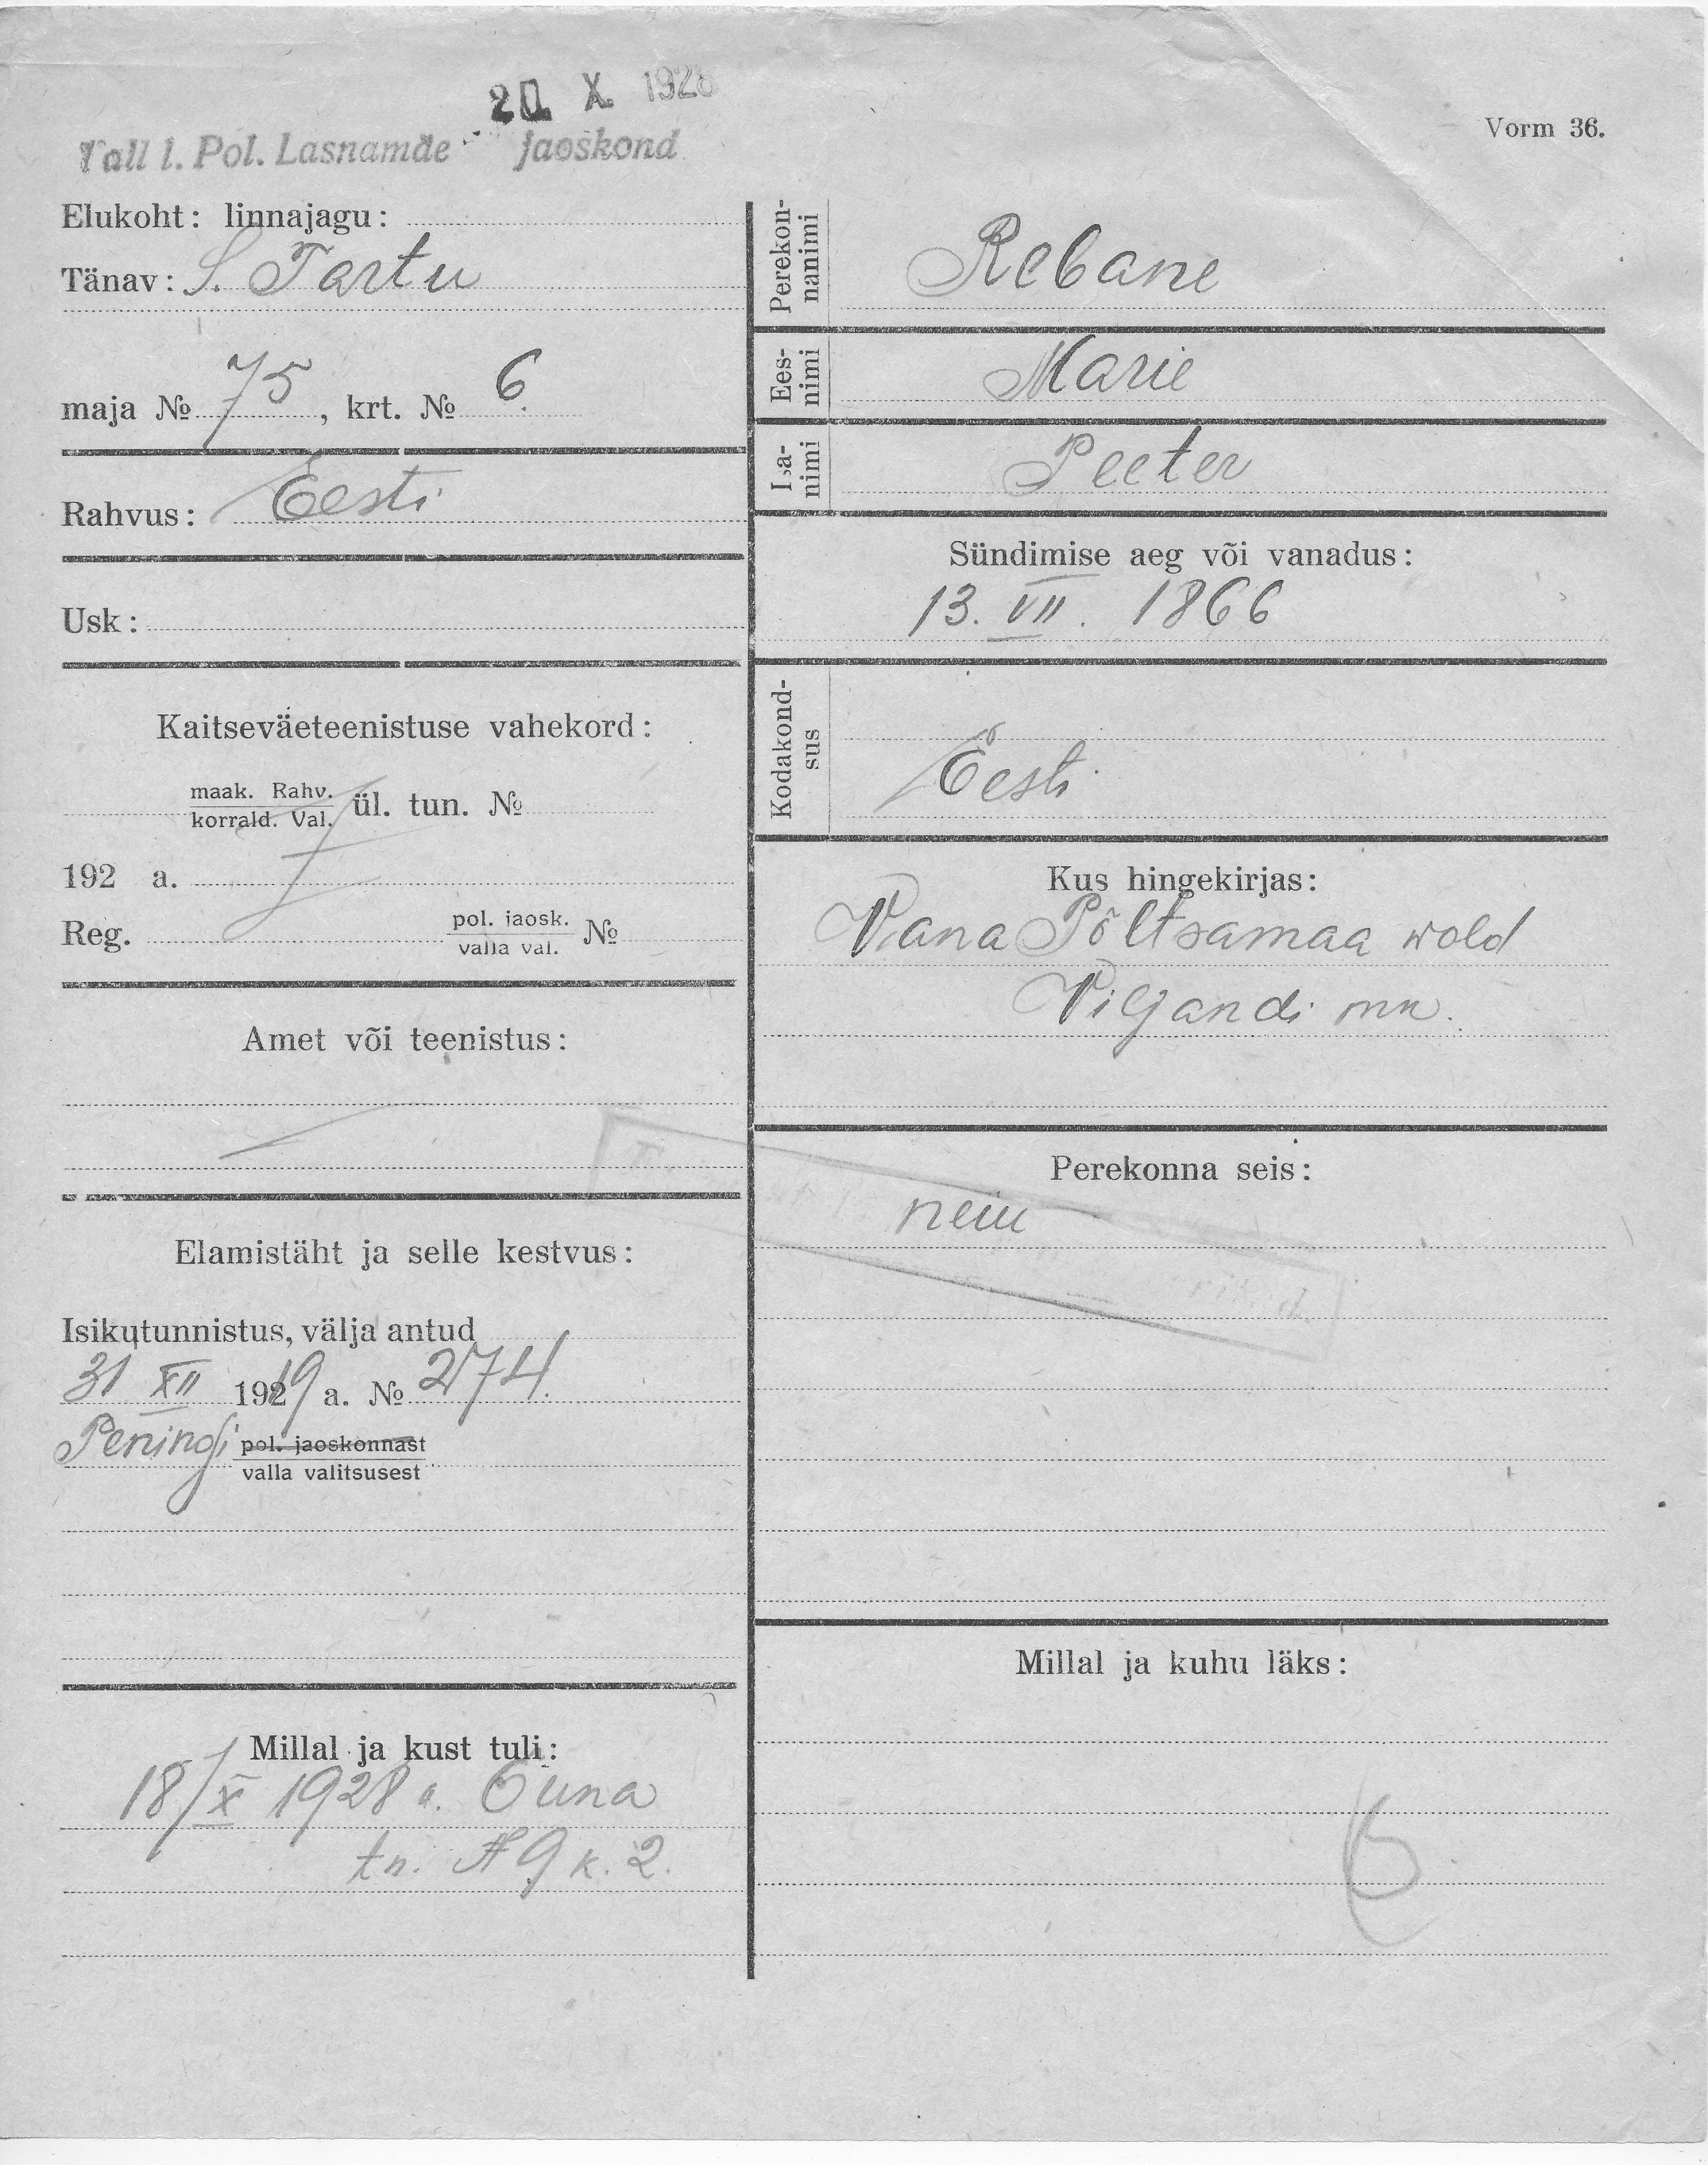 20. X. 1928
Tall l. Pol. Lasnamäe jaoskond
Vorm 36.
Elukoht: linnajagu:
Tänav: S. Tartu
maja № 75, krt. № 6.
Rahvus: Eesti
Usk:
Kaitseväeteenistuse vahekord:
maak. Rahv.
korrald. Val. ül. tun. №
192 a.
Reg. pol. jaosk.
valla val. №
Amet või teenistus:
Elamistäht ja selle kestvus:
Isikutunnistus, välja antud
31 XII 1919 a. № 274.
Peningi pol. jaoskonnast
valla valitsusest
Millal ja kust tuli:
18/X 1928 a. Õuna
tn. № 9 k. 2.
Perekon-
nanimi
Rebane
Ees-
nimi
Marie
Isa-
nimi
Peeter
Sündimise aeg või vanadus:
13. VII. 1866
Kodakond-
sus
Eesti
Kus hingekirjas:
Vana Põltsamaa wold
Viljandi mk.
Perekonna seis:
neiu
Millal ja kuhu läks: